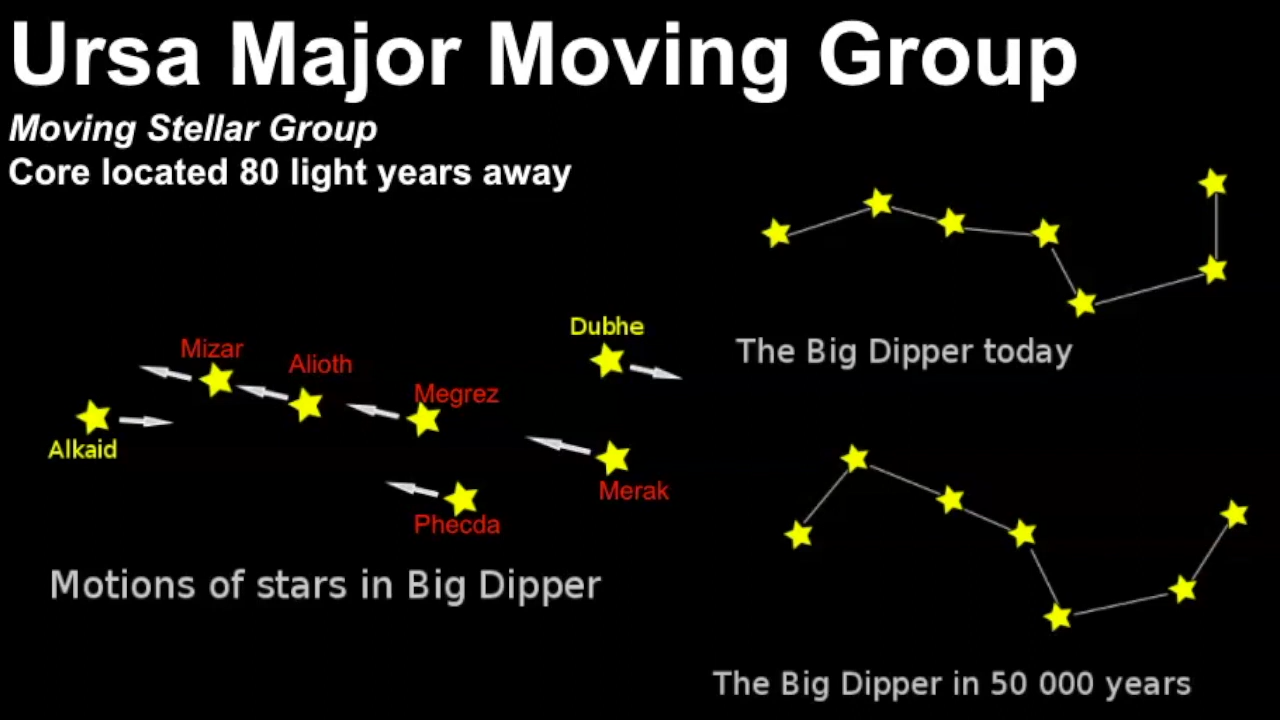 Ursa Major Moving Group
Moving Stellar Group
Core located 80 light years away
Dubhe
Mizar
Alioth
Megrez
Alkaid
Merak
Phecda
Motions of stars in Big Dipper
The Big Dipper today
The Big Dipper in 50 000 years